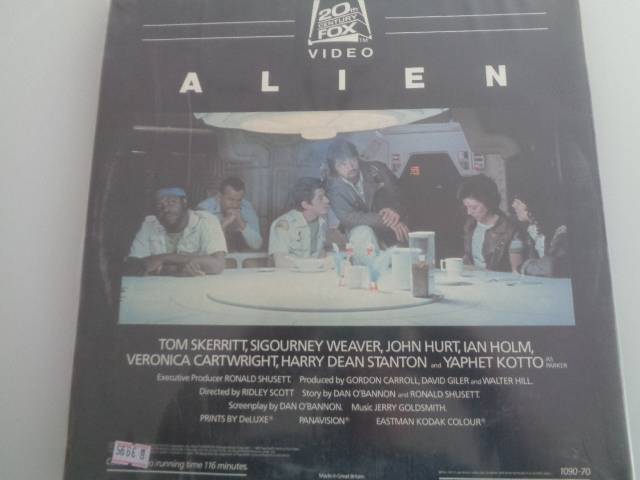 20th
CENTURY
FOX
VIDEO
ALIEN
TOM SKERRITT, SIGOURNEY WEAVER, JOHN HURT, IAN HOLM,
VERONICA CARTWRIGHT, HARRY DEAN STANTON and YAPHET KOTTO AS PARKER
Executive Producer RONALD SHUSETT. Produced by GORDON CARROLL, DAVID GILER and WALTER HILL.
Directed by RIDLEY SCOTT Story by DAN O'BANNON and RONALD SHUSETT.
Screenplay by DAN O'BANNON. Music JERRY GOLDSMITH.
PRINTS BY DeLUXE® PANAVISION® EASTMAN KODAK COLOUR®
running time 116 minutes.
Made in Great Britain.
1090-70